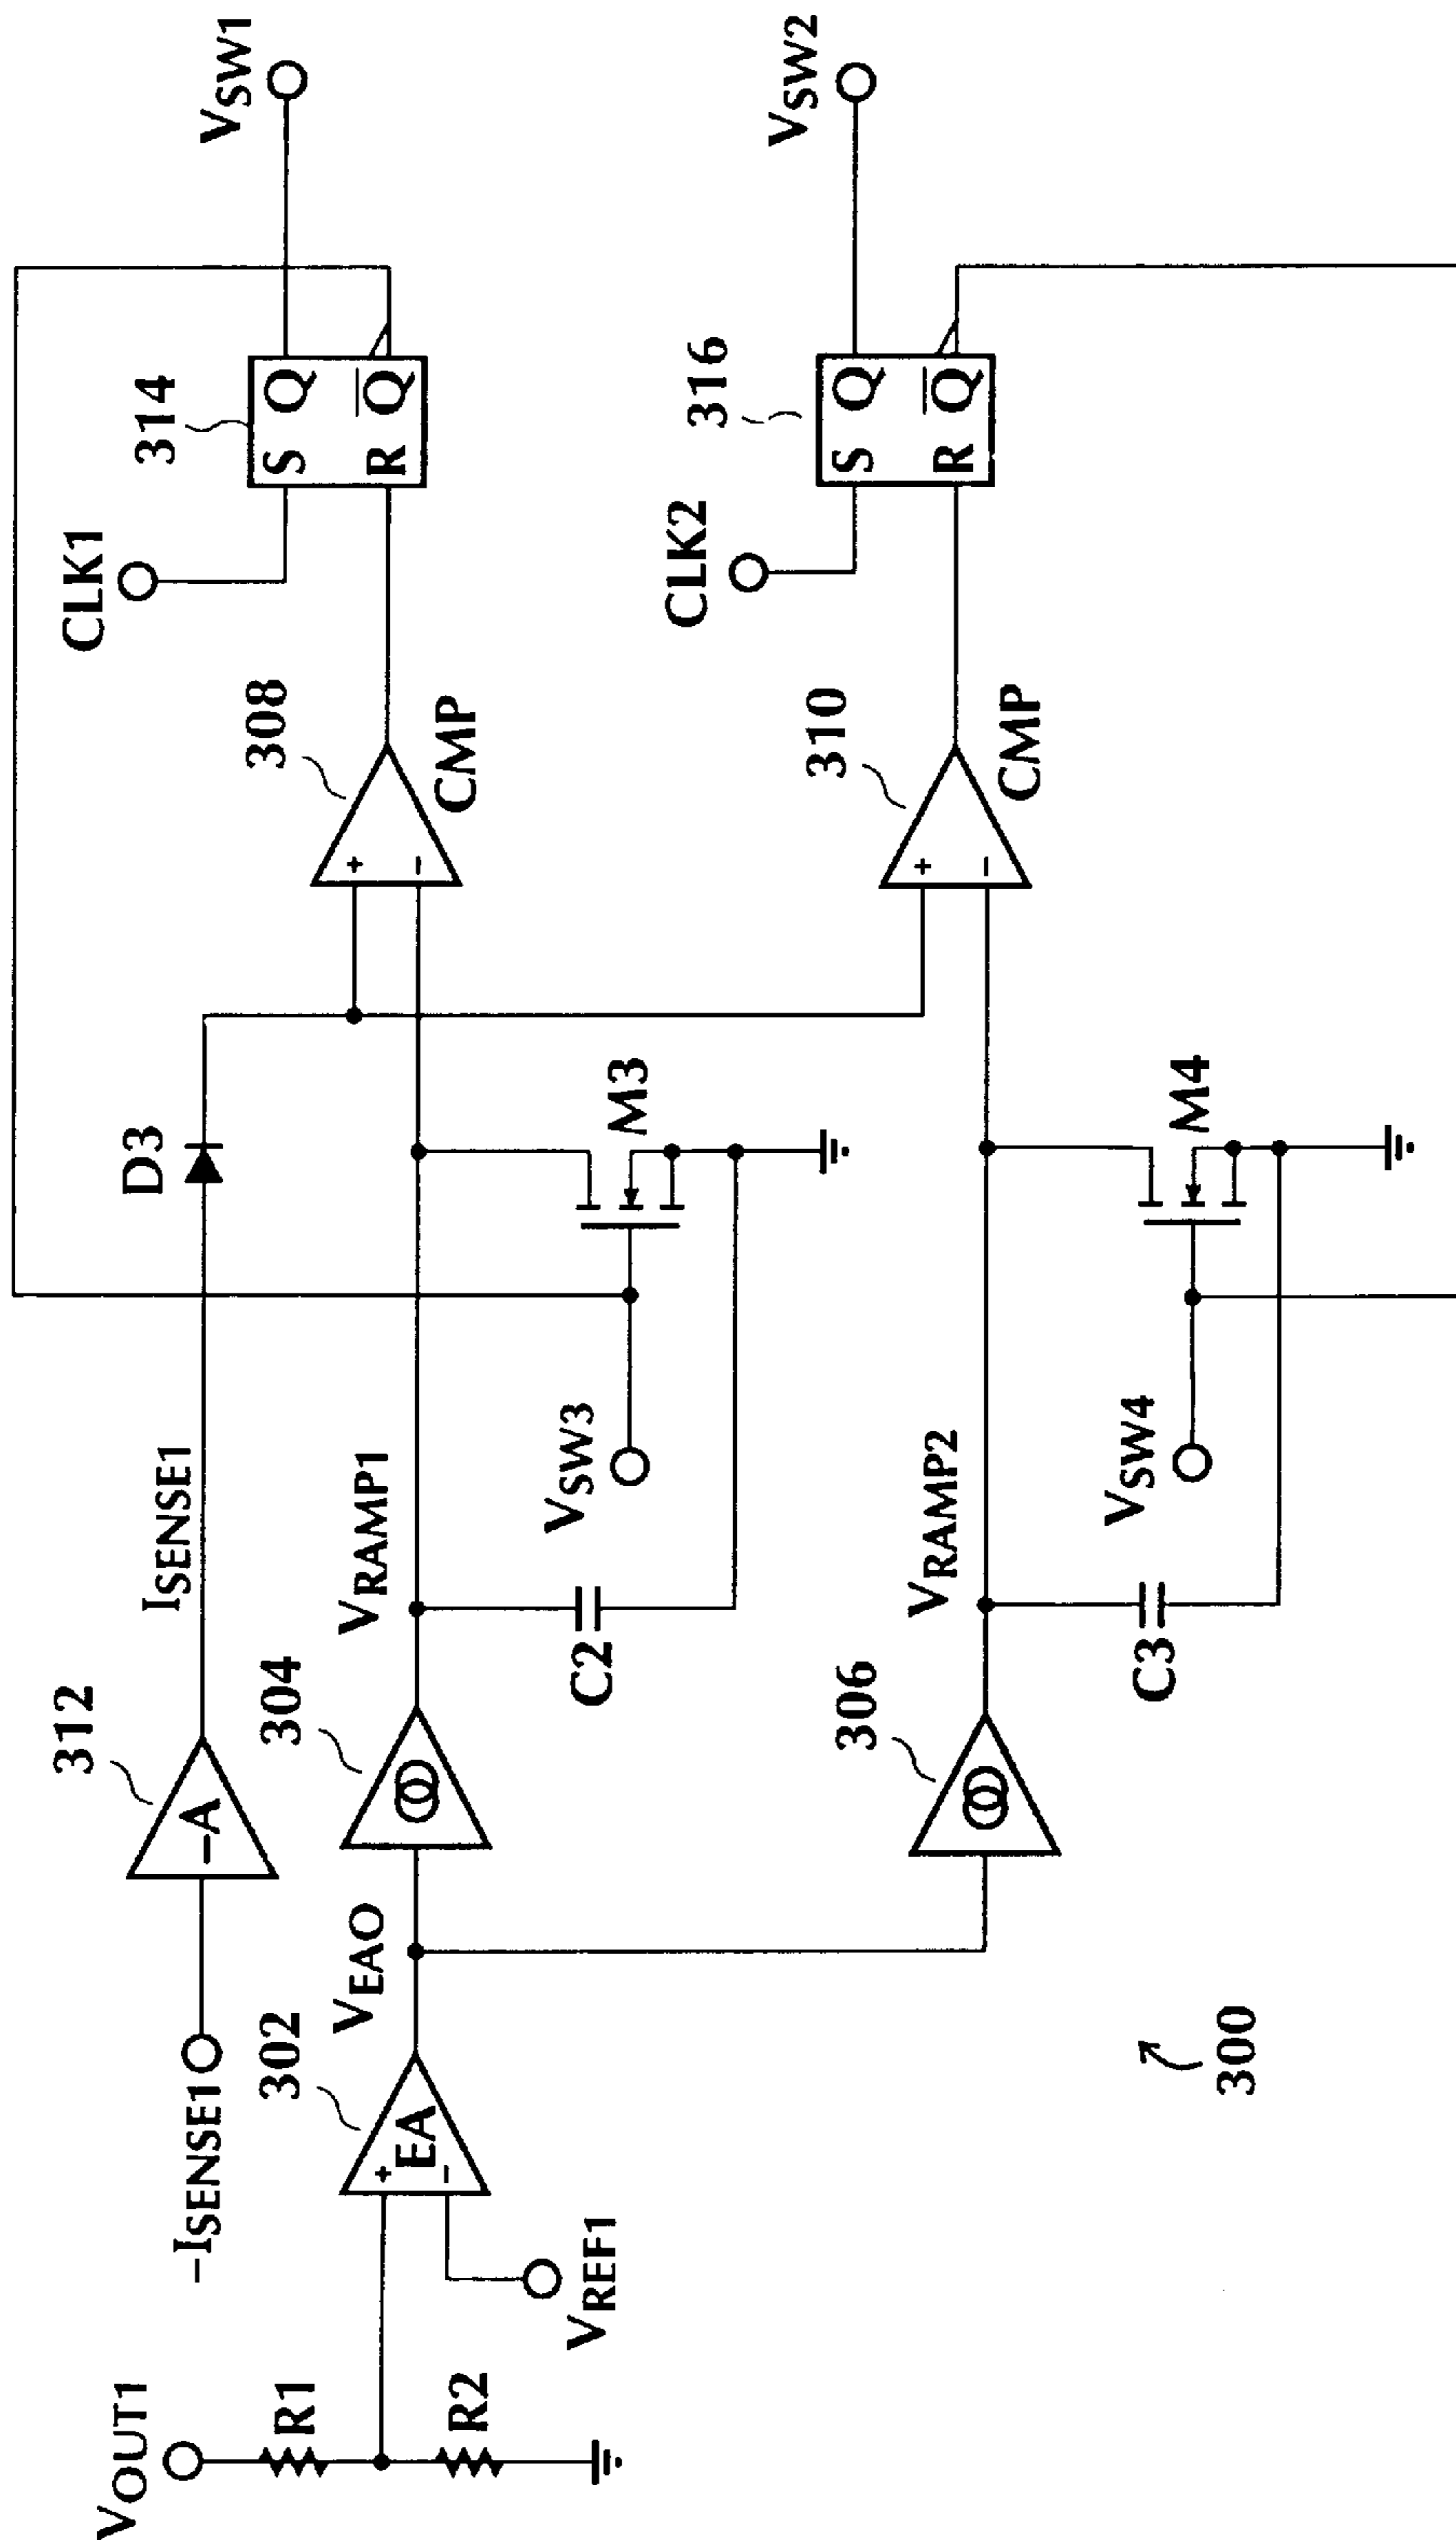 VOUT1
R1
R2
VREF1
-ISENSE1
302
EA
+
-
VEAO
312
-A
ISENSE1
304
VRAMP1
C2
306
VRAMP2
C3
D3
VSW3
M3
VSW4
M4
308
+
-
CMP
310
+
-
CMP
CLK1
314
S Q
R Q̅
VSW1
CLK2
316
S Q
R Q̅
VSW2
300